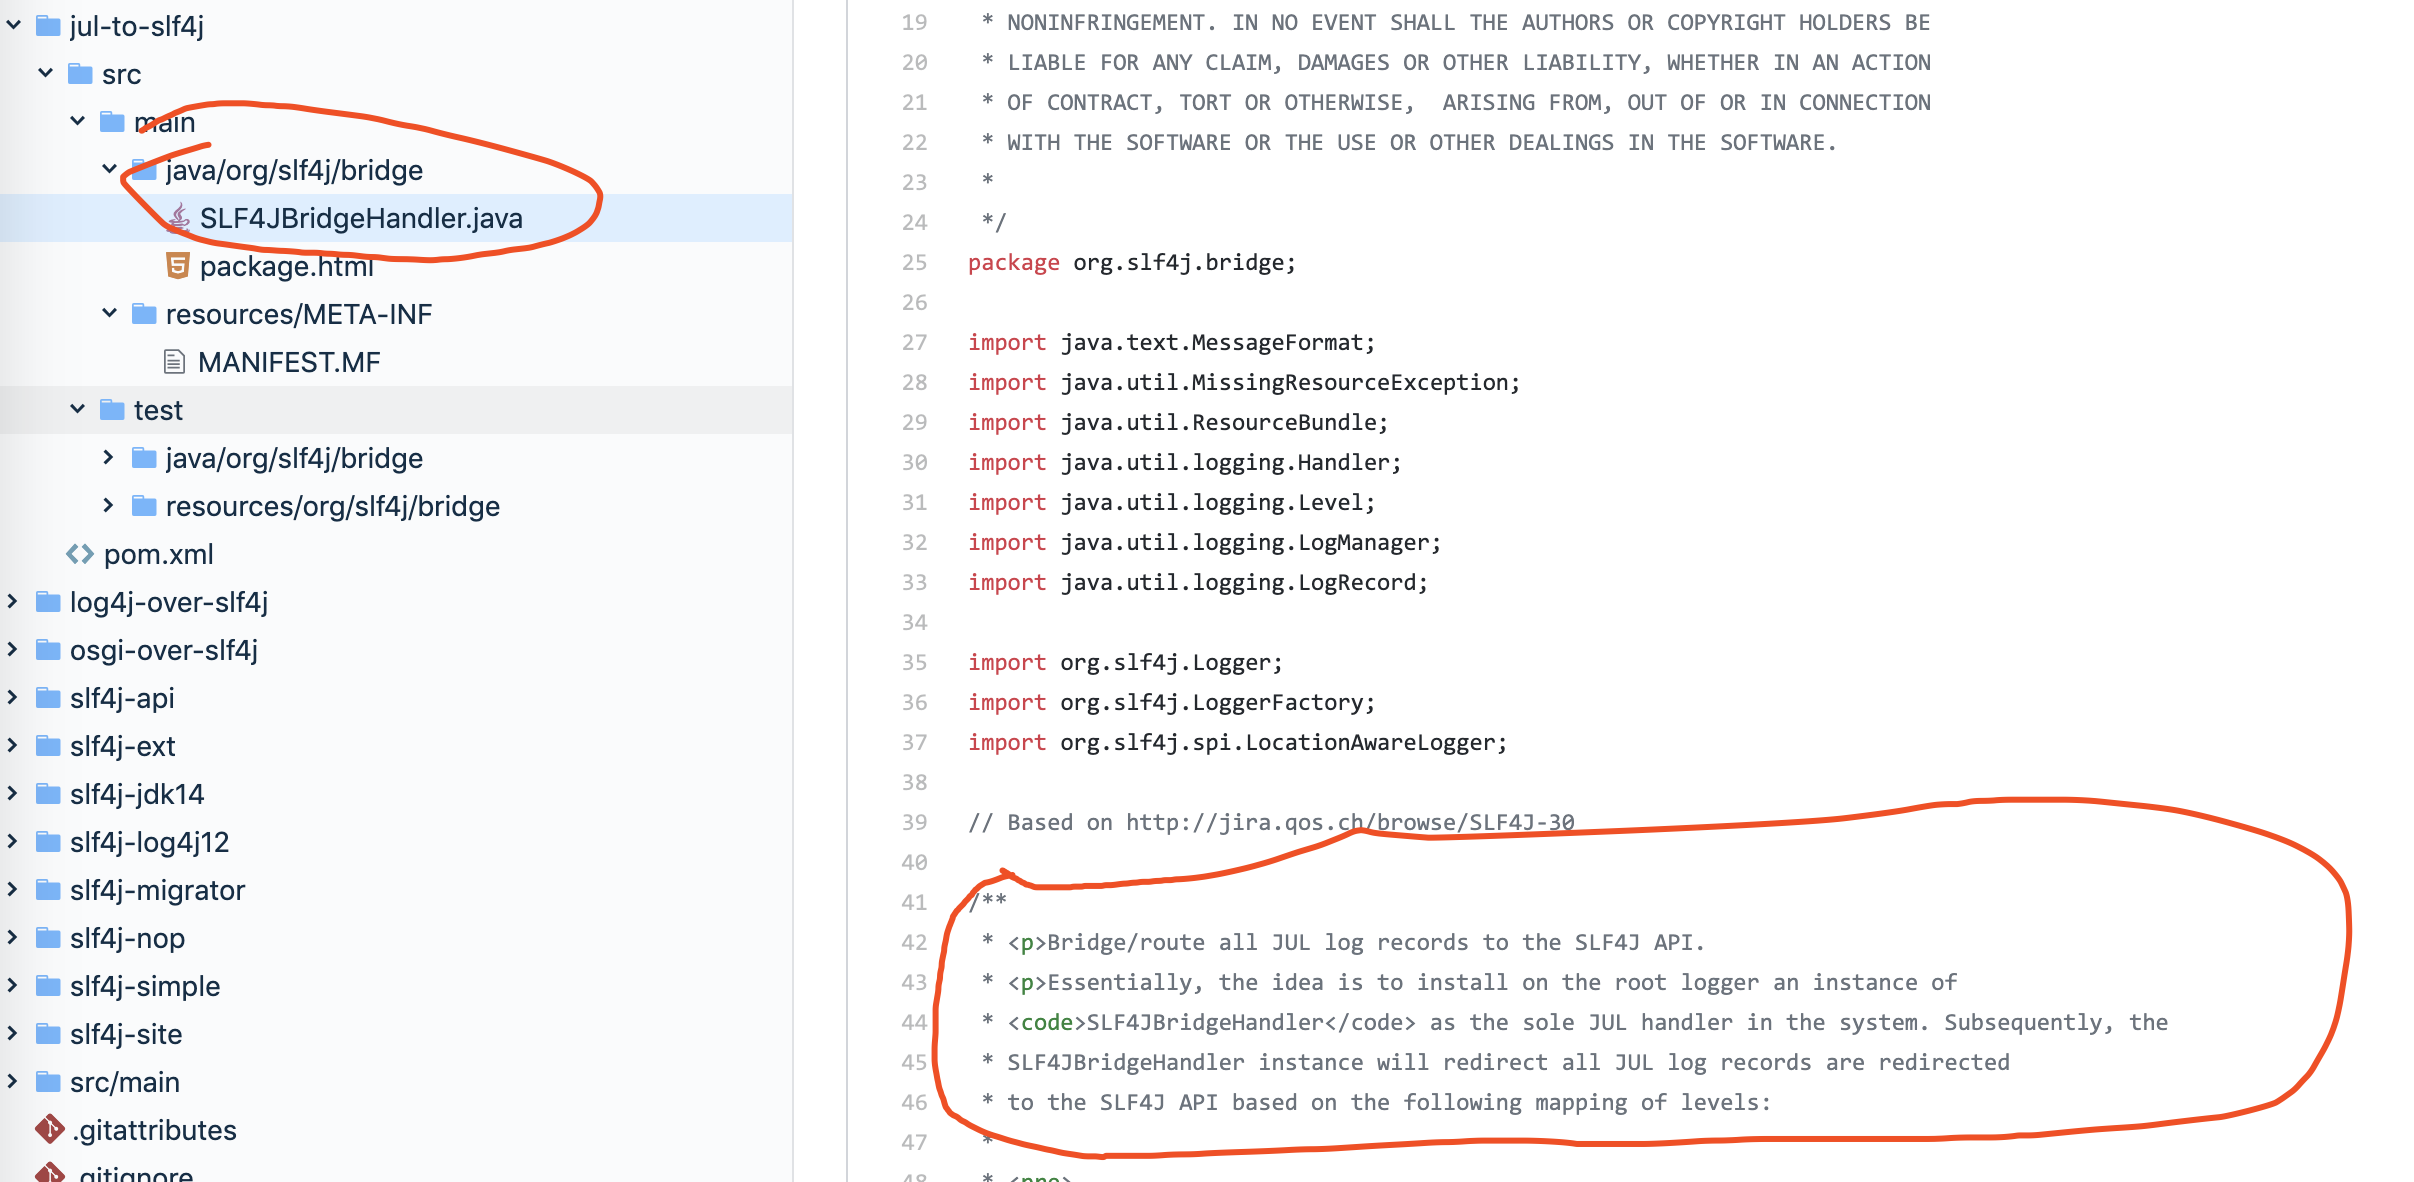 jul-to-slf4j
src
main
java/org/slf4j/bridge
SLF4JBridgeHandler.java
package.html
resources/META-INF
MANIFEST.MF
test
java/org/slf4j/bridge
resources/org/slf4j/bridge
pom.xml
log4j-over-slf4j
osgi-over-slf4j
slf4j-api
slf4j-ext
slf4j-jdk14
slf4j-log4j12
slf4j-migrator
slf4j-nop
slf4j-simple
slf4j-site
src/main
.gitattributes
.gitignore
19 * NONINFRINGEMENT. IN NO EVENT SHALL THE AUTHORS OR COPYRIGHT HOLDERS BE
20 * LIABLE FOR ANY CLAIM, DAMAGES OR OTHER LIABILITY, WHETHER IN AN ACTION
21 * OF CONTRACT, TORT OR OTHERWISE,  ARISING FROM, OUT OF OR IN CONNECTION
22 * WITH THE SOFTWARE OR THE USE OR OTHER DEALINGS IN THE SOFTWARE.
23 *
24 */
25 package org.slf4j.bridge;
26
27 import java.text.MessageFormat;
28 import java.util.MissingResourceException;
29 import java.util.ResourceBundle;
30 import java.util.logging.Handler;
31 import java.util.logging.Level;
32 import java.util.logging.LogManager;
33 import java.util.logging.LogRecord;
34
35 import org.slf4j.Logger;
36 import org.slf4j.LoggerFactory;
37 import org.slf4j.spi.LocationAwareLogger;
38
39 // Based on http://jira.qos.ch/browse/SLF4J-30
40
41 /**
42 * <p>Bridge/route all JUL log records to the SLF4J API.
43 * <p>Essentially, the idea is to install on the root logger an instance of
44 * <code>SLF4JBridgeHandler</code> as the sole JUL handler in the system. Subsequently, the
45 * SLF4JBridgeHandler instance will redirect all JUL log records are redirected
46 * to the SLF4J API based on the following mapping of levels:
47 *
48 * <pre>